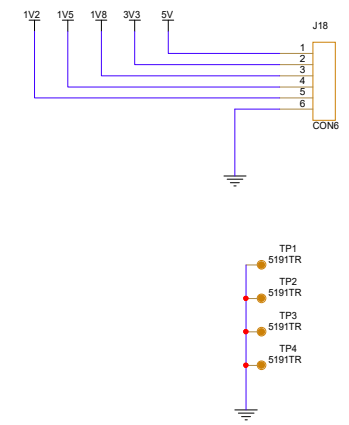 1V2 1V5 1V8 3V3 5V
J18
1
2
3
4
5
6
CON6
TP1
5191TR
TP2
5191TR
TP3
5191TR
TP4
5191TR